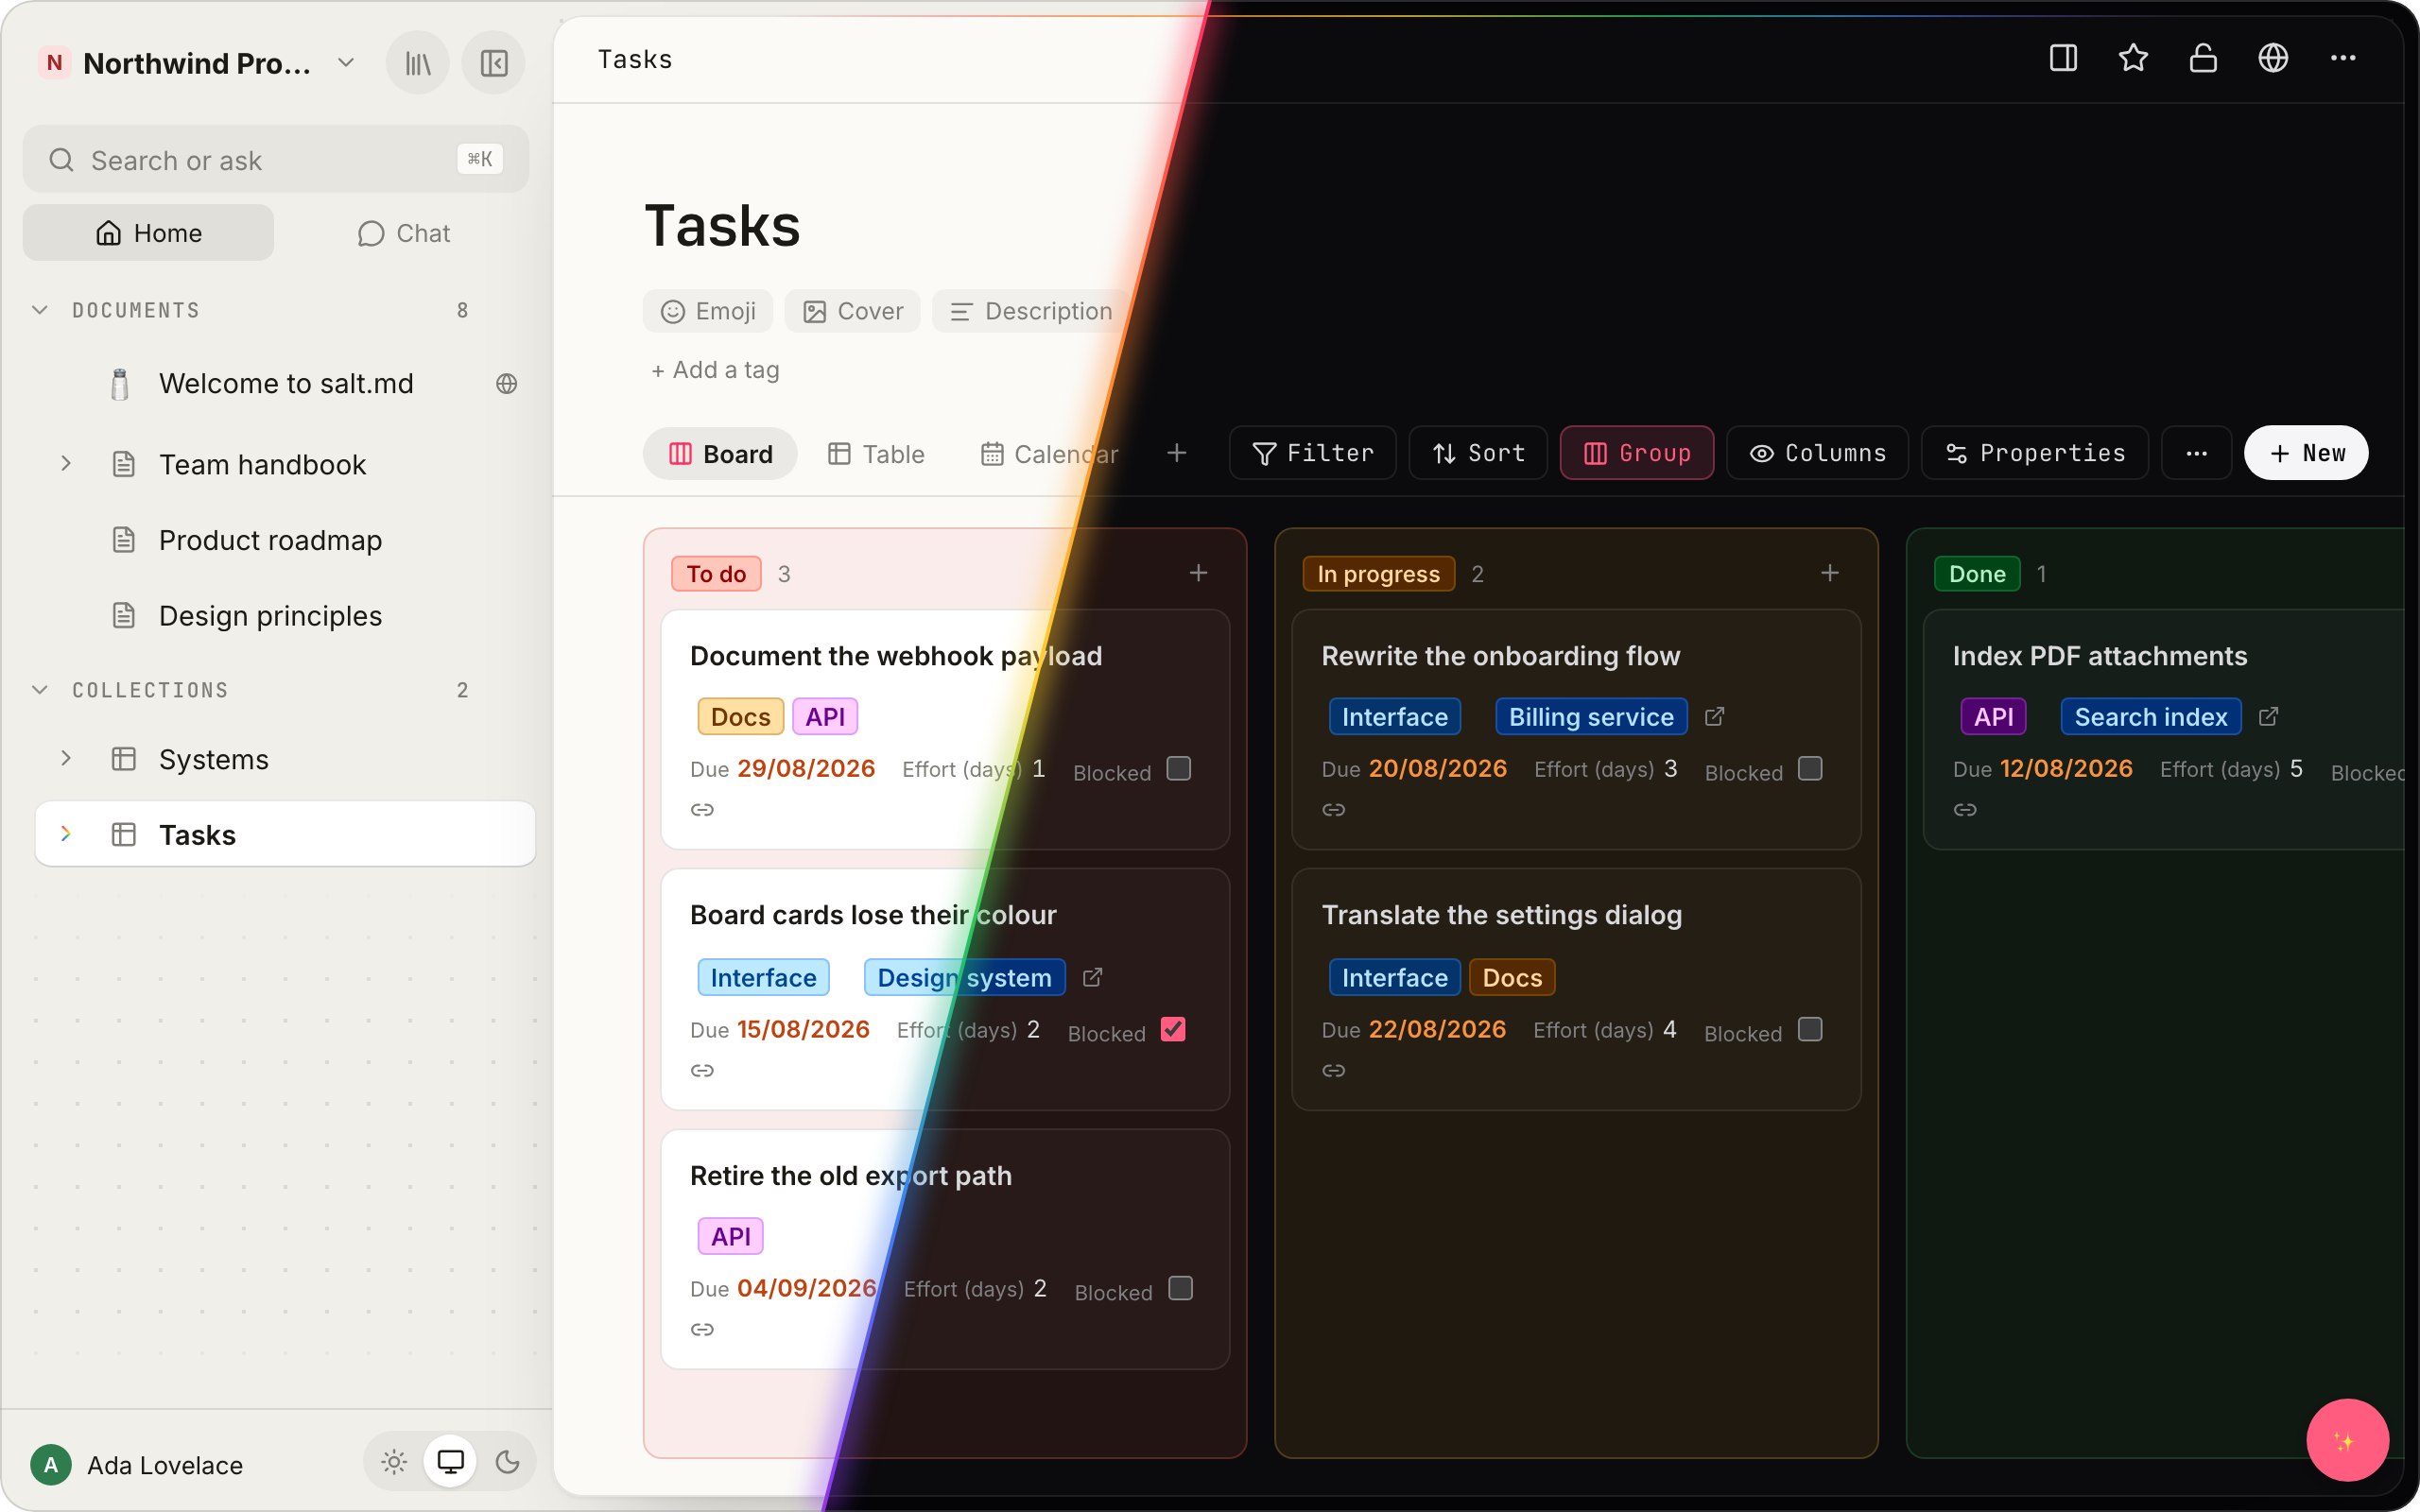 N Northwind Pro...
Search or ask ⌘K
Home Chat
DOCUMENTS 8
Welcome to salt.md
Team handbook
Product roadmap
Design principles
COLLECTIONS 2
Systems
Tasks
A Ada Lovelace
Tasks
Tasks
Emoji Cover Description
+ Add a tag
Board Table Calendar + Filter Sort Group Columns Properties ... + New
To do 3 +
Document the webhook payload
Docs API
Due 29/08/2026 Effort (days) 1 Blocked
Board cards lose their colour
Interface Design system
Due 15/08/2026 Effort (days) 2 Blocked
Retire the old export path
API
Due 04/09/2026 Effort (days) 2 Blocked
In progress 2 +
Rewrite the onboarding flow
Interface Billing service
Due 20/08/2026 Effort (days) 3 Blocked
Translate the settings dialog
Interface Docs
Due 22/08/2026 Effort (days) 4 Blocked
Done 1
Index PDF attachments
API Search index
Due 12/08/2026 Effort (days) 5 Blocked